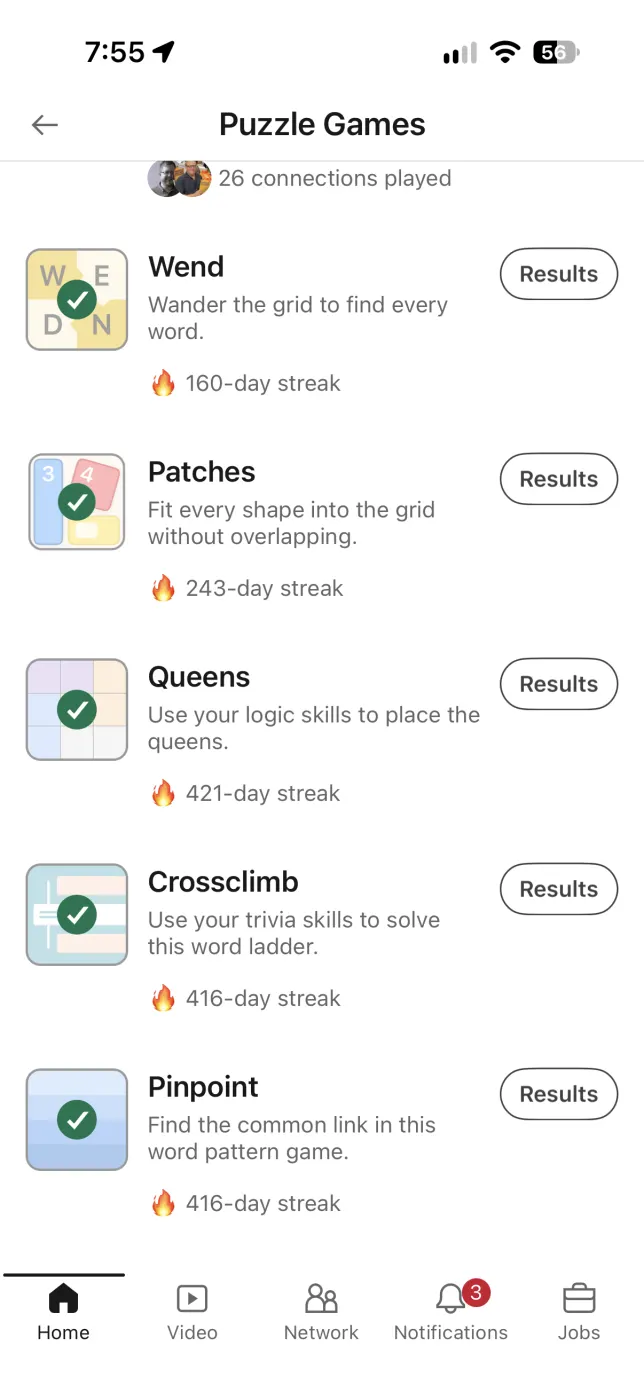 7:55
56
Puzzle Games
26 connections played
W E
D N
Wend
Results
Wander the grid to find every
word.
160-day streak
3 4
Patches
Results
Fit every shape into the grid
without overlapping.
243-day streak
Queens
Results
Use your logic skills to place the
queens.
421-day streak
Crossclimb
Results
Use your trivia skills to solve
this word ladder.
416-day streak
Pinpoint
Results
Find the common link in this
word pattern game.
416-day streak
3
Home Video Network Notifications Jobs